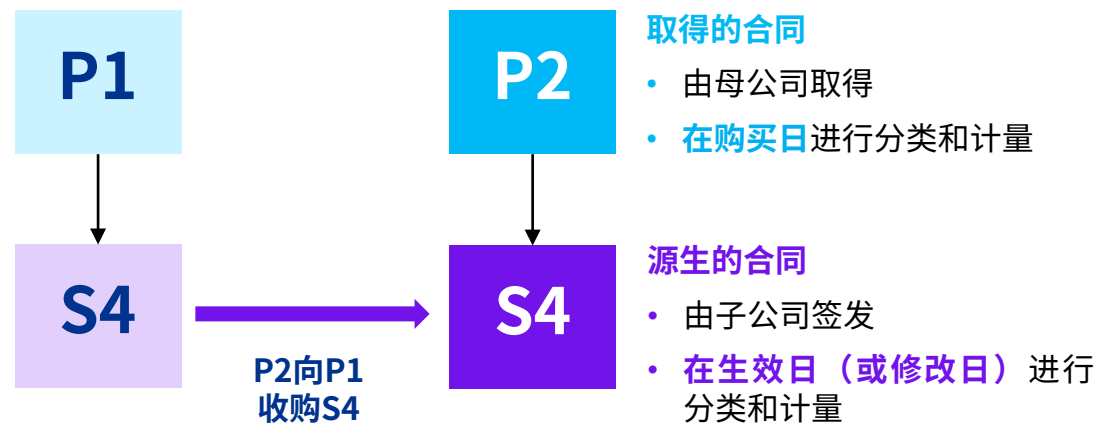 P1
P2
取得的合同
• 由母公司取得
• 在购买日进行分类和计量
S4
S4
P2向P1
收购S4
源生的合同
• 由子公司签发
• 在生效日（或修改日）进行
分类和计量